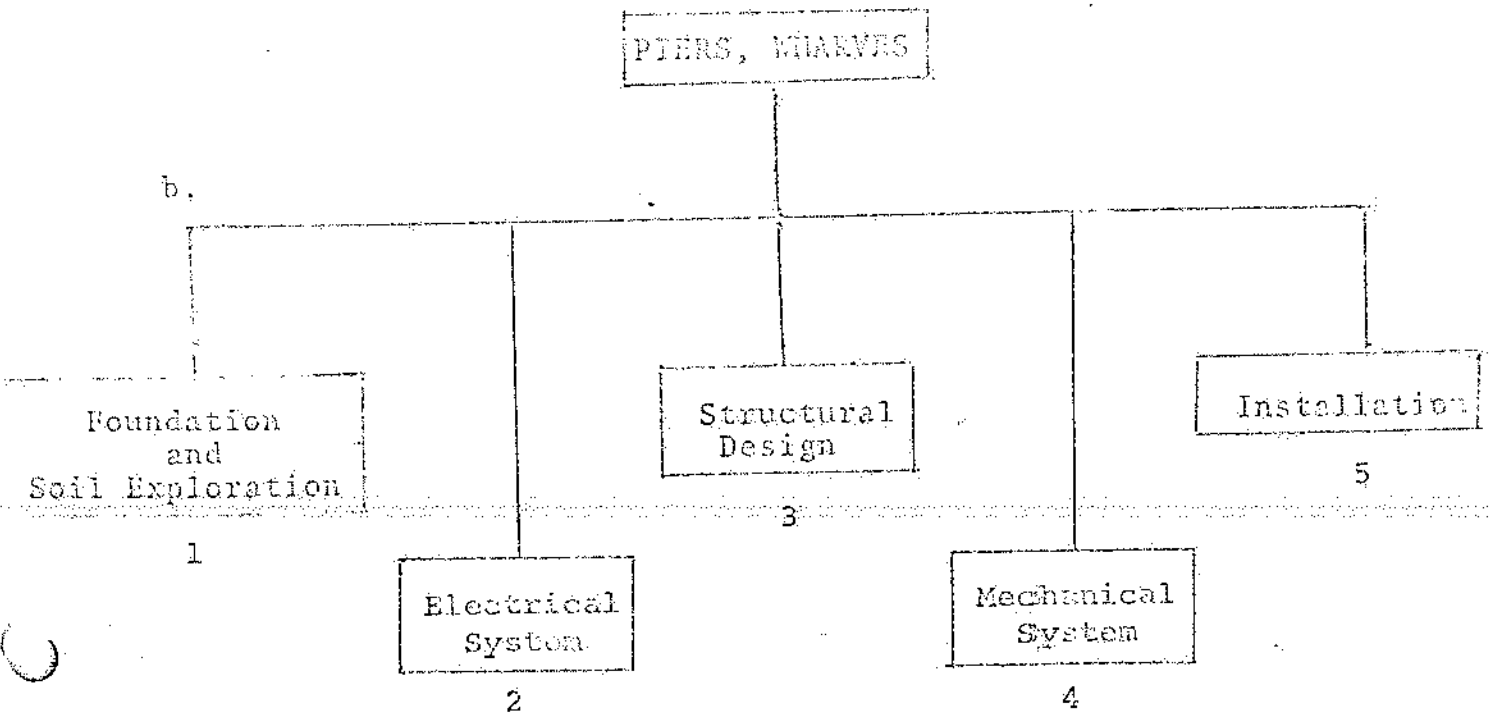 PIERS, WHARVES
b.
Foundation
and
Soil Exploration
1
Electrical
System
2
Structural
Design
3
Mechanical
System
4
Installation
5